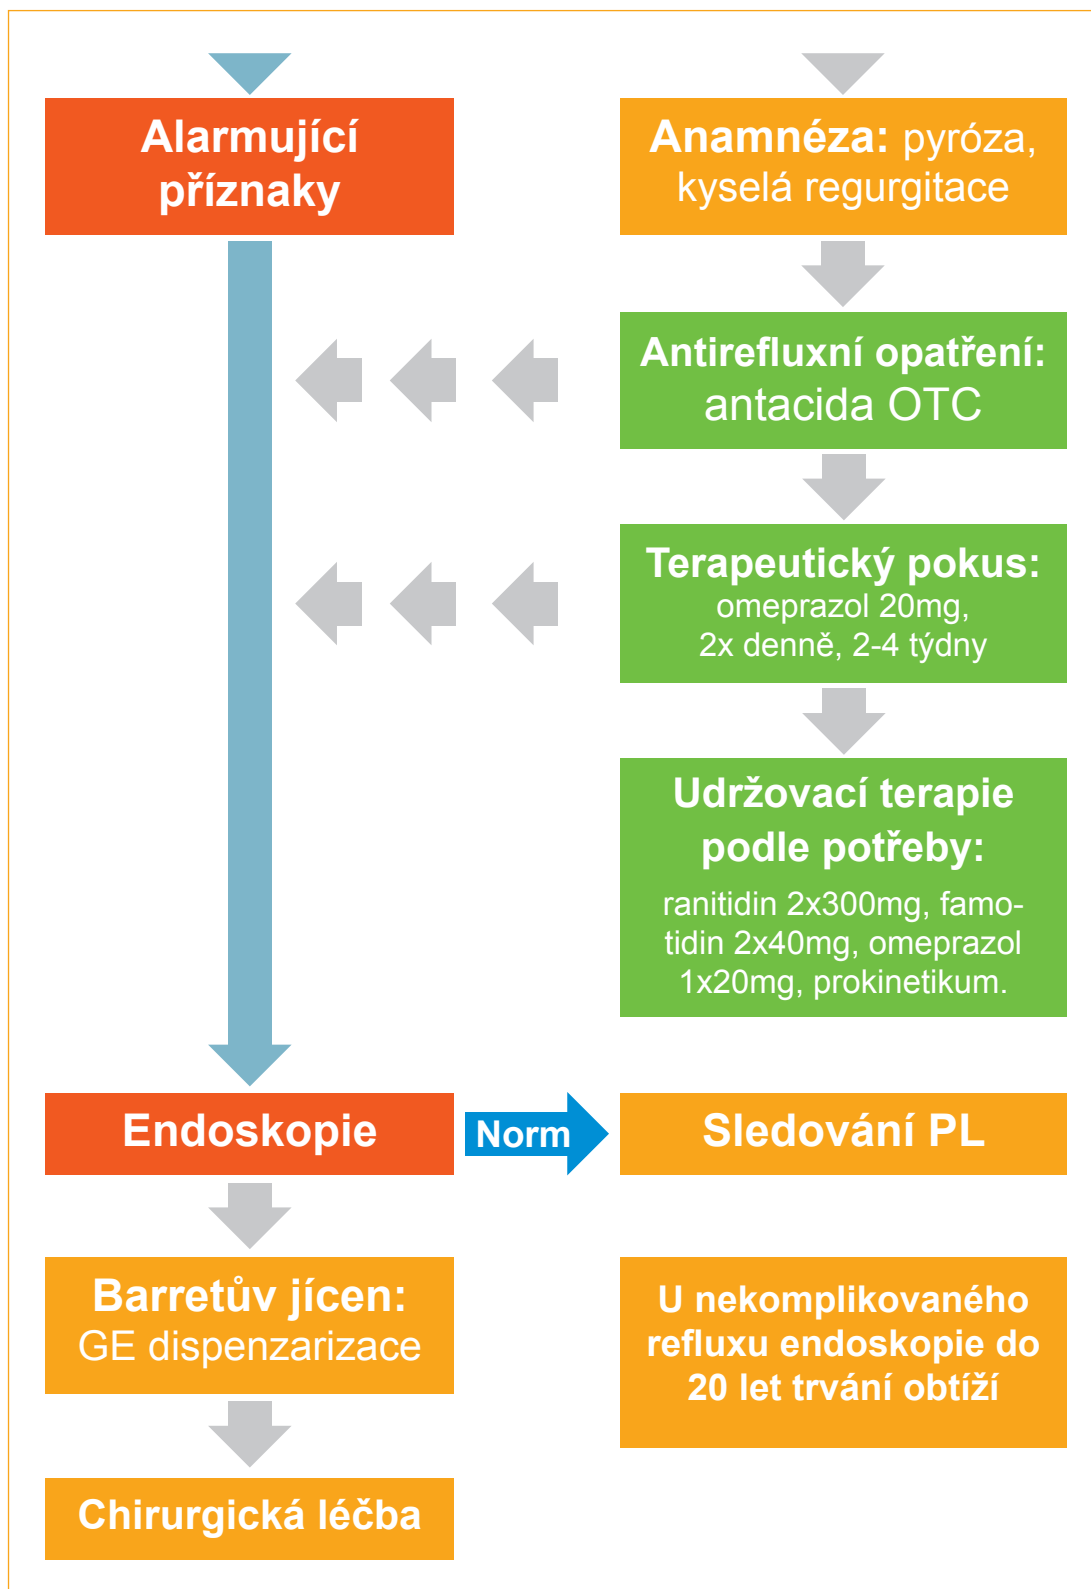 Alarmující
příznaky
Anamnéza: pyróza,
kyselá regurgitace
Antirefluxní opatření:
antacida OTC
Terapeutický pokus:
omeprazol 20mg,
2x denně, 2-4 týdny
Udržovací terapie
podle potřeby:
ranitidin 2x300mg, famo-
tidin 2x40mg, omeprazol
1x20mg, prokinetikum.
Endoskopie
Norm
Sledování PL
Barretův jícen:
GE dispenzarizace
U nekomplikovaného
refluxu endoskopie do
20 let trvání obtíží
Chirurgická léčba